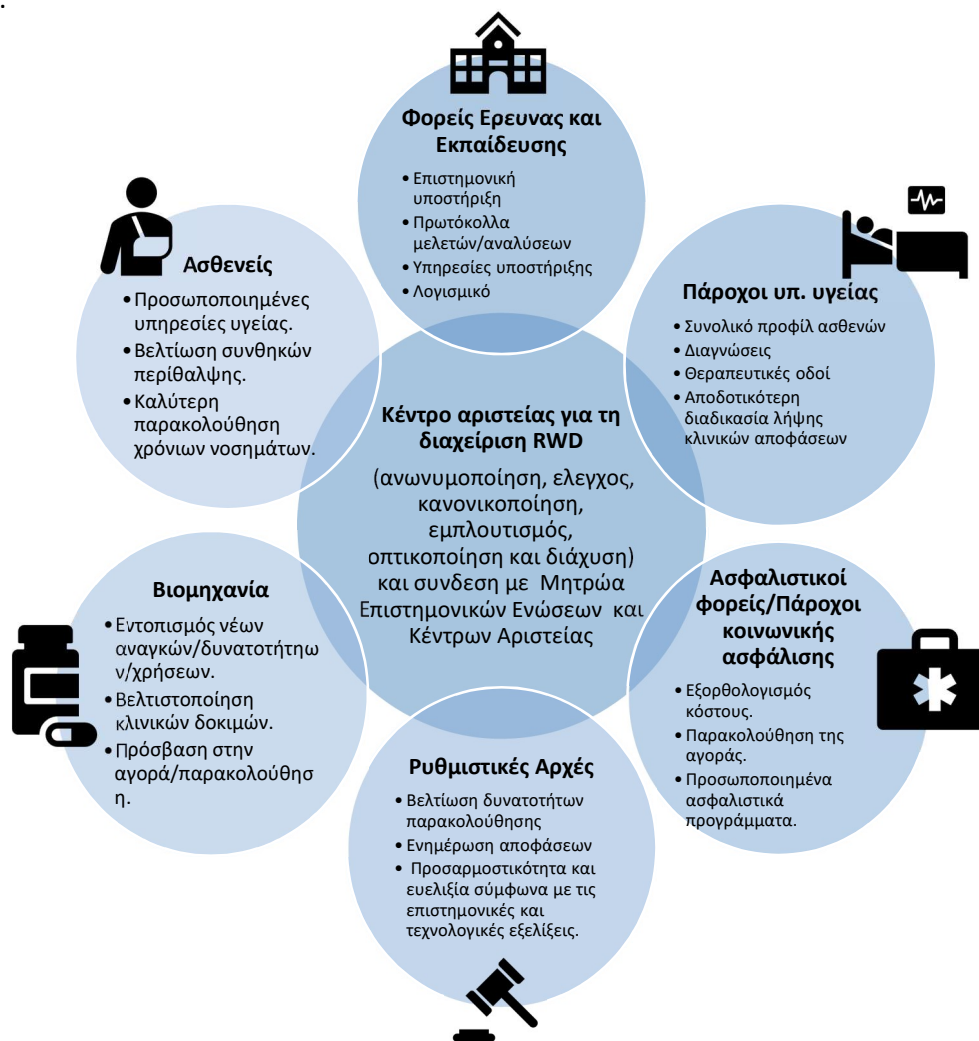 .
Φορείς Ερευνας και
Εκπαίδευσης
• Επιστημονική
υποστήριξη
• Πρωτόκολλα
μελετών/αναλύσεων
• Υπηρεσίες υποστήριξης
• Λογισμικό
Πάροχοι υπ. υγείας
• Συνολικό προφίλ ασθενών
• Διαγνώσεις
• Θεραπευτικές οδοί
• Αποδοτικότερη
διαδικασία λήψης
κλινικών αποφάσεων
Ασφαλιστικοί
φορείς/Πάροχοι
κοινωνικής
ασφάλισης
• Εξορθολογισμός
κόστους.
• Παρακολούθηση της
αγοράς.
• Προσωποποιημένα
ασφαλιστικά
προγράμματα.
Ρυθμιστικές Αρχές
• Βελτίωση δυνατοτήτων
παρακολούθησης
• Ενημέρωση αποφάσεων
• Προσαρμοστικότητα και
ευελιξία σύμφωνα με τις
επιστημονικές και
τεχνολογικές εξελίξεις.
Βιομηχανία
• Εντοπισμός νέων
αναγκών/δυνατοτήτηω
ν/χρήσεων.
• Βελτιστοποίηση
κλινικών δοκιμών.
• Πρόσβαση στην
αγορά/παρακολούθησ
η.
Ασθενείς
• Προσωποποιημένες
υπηρεσίες υγείας.
• Βελτίωση συνθηκών
περίθαλψης.
• Καλύτερη
παρακολούθηση
χρόνιων νοσημάτων.
Κέντρο αριστείας για τη
διαχείριση RWD
(ανωνυμοποίηση, ελεγχος,
κανονικοποίηση,
εμπλουτισμός,
οπτικοποίηση και διάχυση)
και συνδεση με Μητρώα
Επιστημονικών Ενώσεων και
Κέντρων Αριστείας